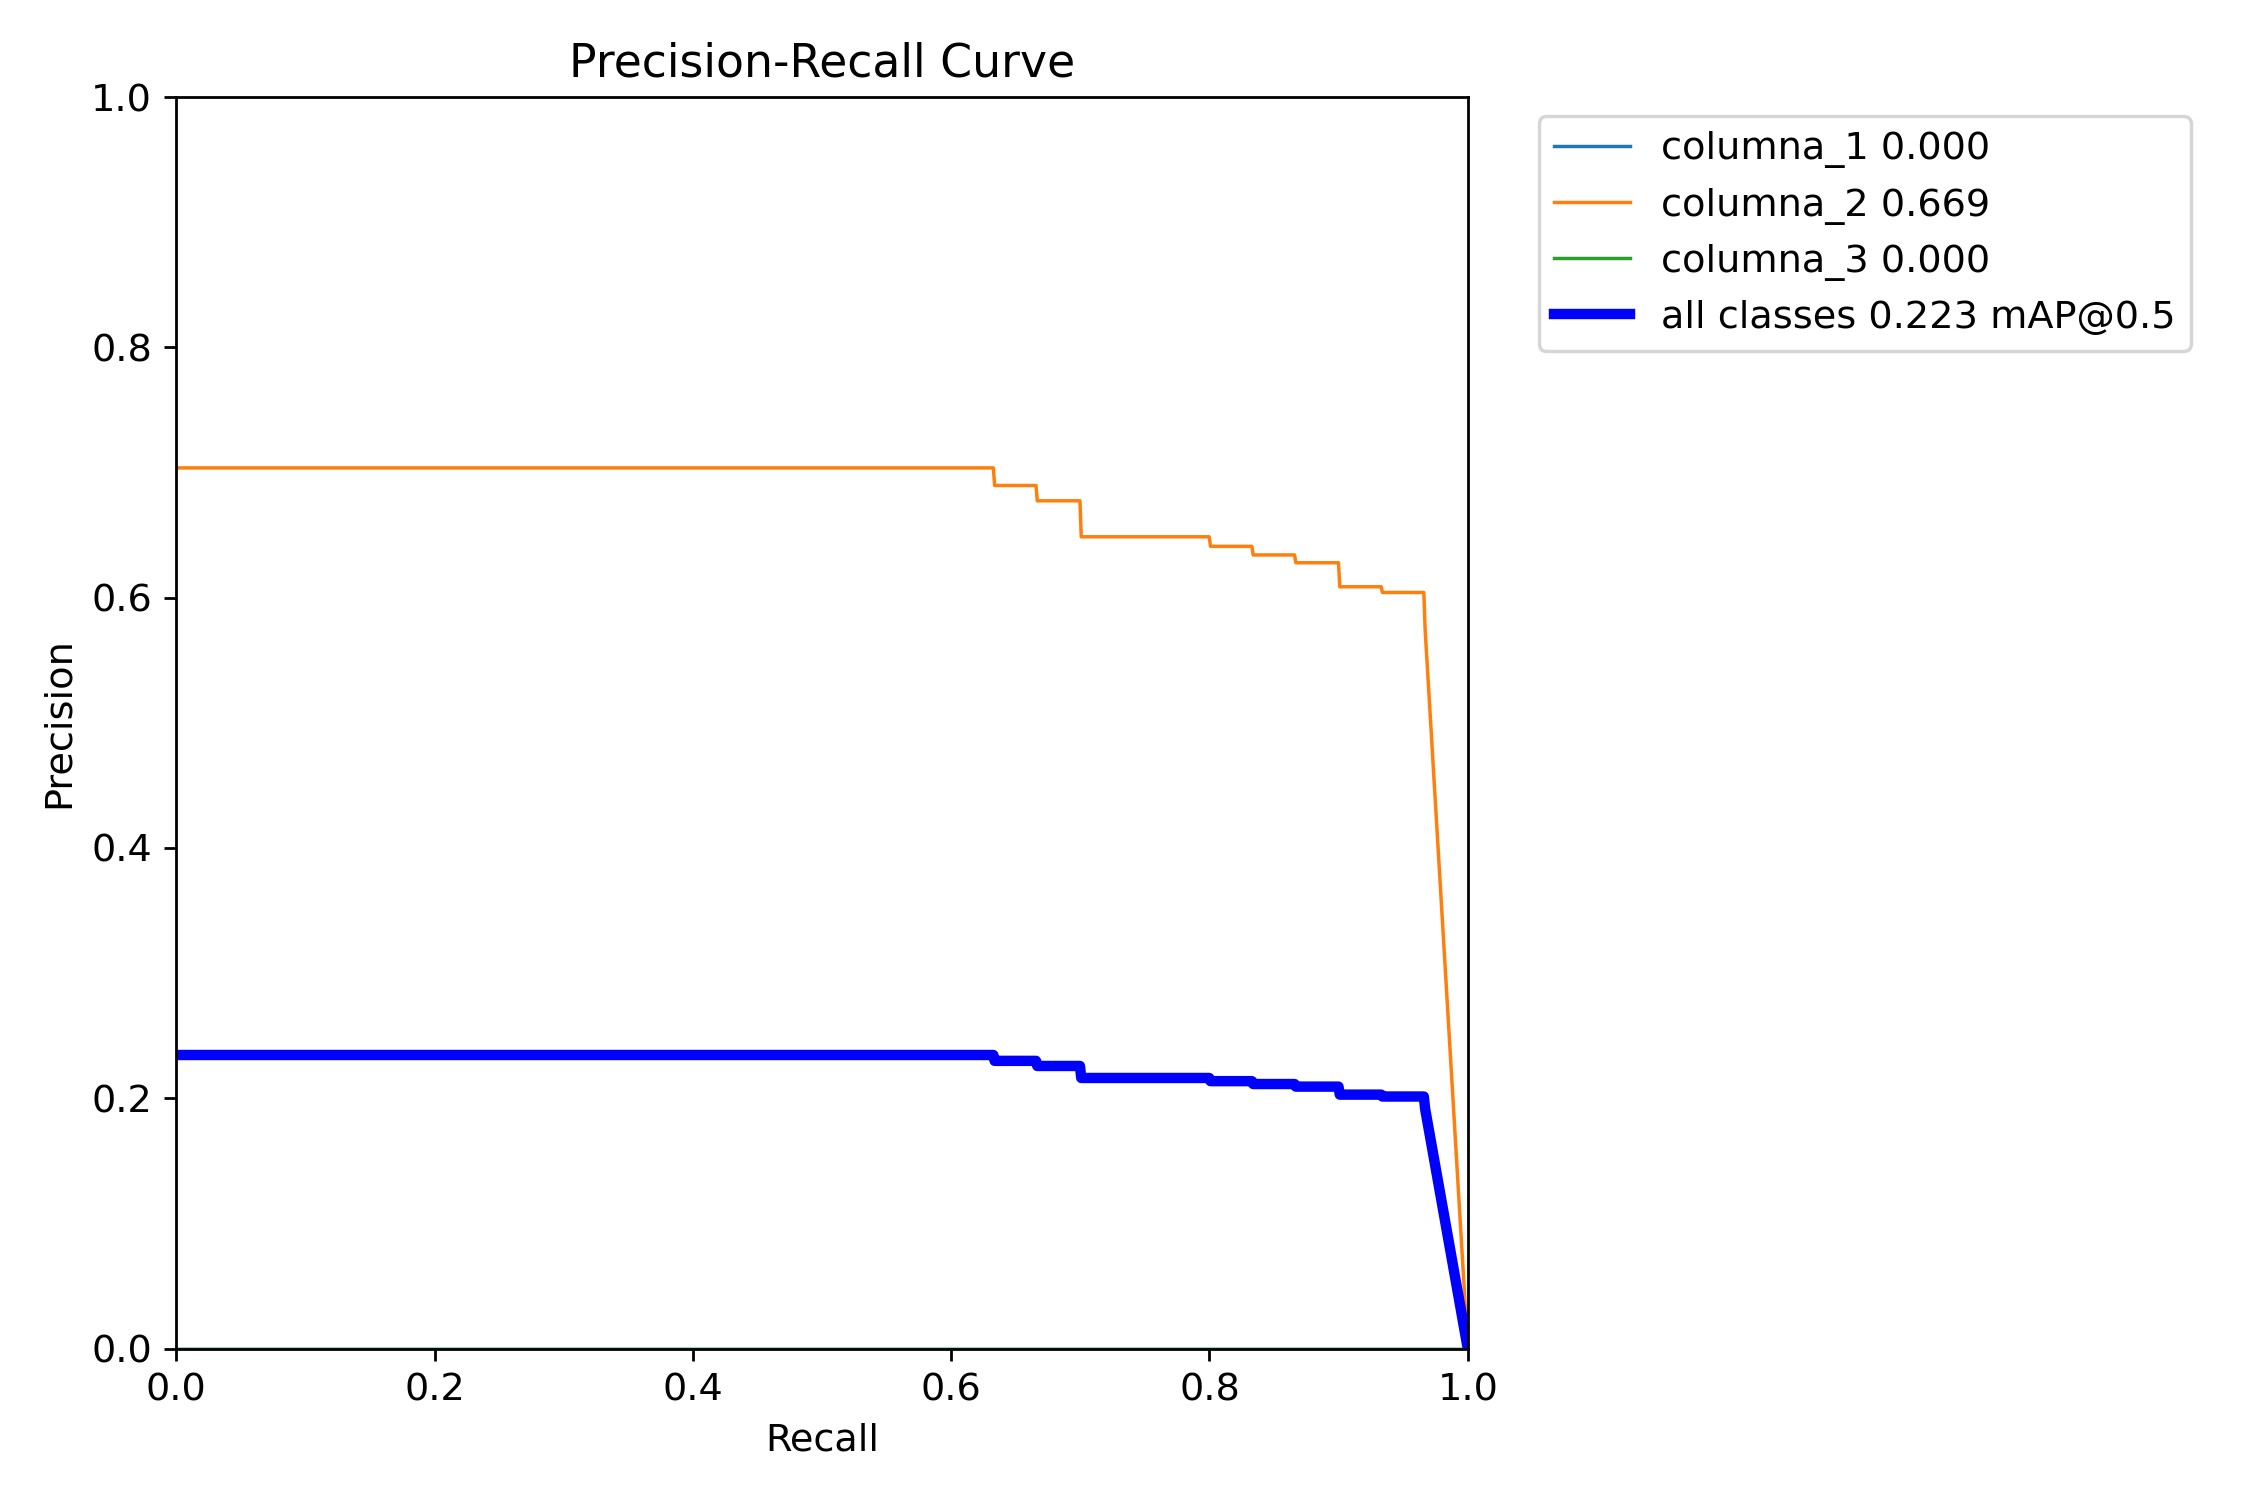 Precision-Recall Curve
1.0
0.8
0.6
0.4
0.2
0.0
Precision
0.0 0.2 0.4 0.6 0.8 1.0
Recall
columna_1 0.000
columna_2 0.669
columna_3 0.000
all classes 0.223 mAP@0.5